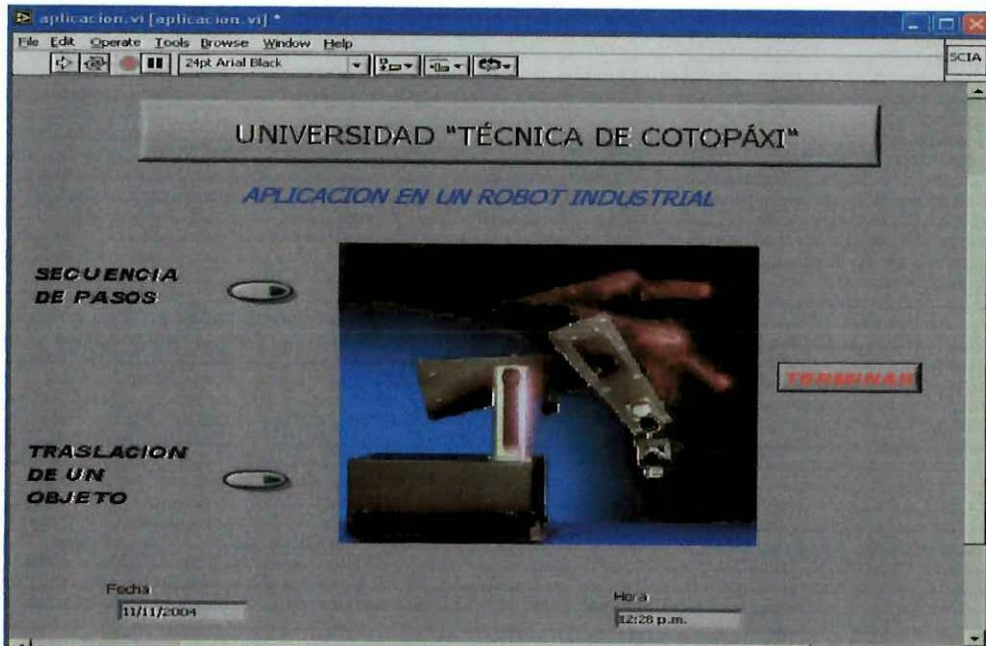 aplicacion.vi [aplicacion.vi] *
File Edit Operate Tools Browse Window Help
24pt Arial Black
SCIA
UNIVERSIDAD "TÉCNICA DE COTOPÁXI"
APLICACION EN UN ROBOT INDUSTRIAL
SECUENCIA
DE PASOS
TERMINAR
TRASLACION
DE UN
OBJETO
Fecha
11/11/2004
Hora
12:28 p.m.